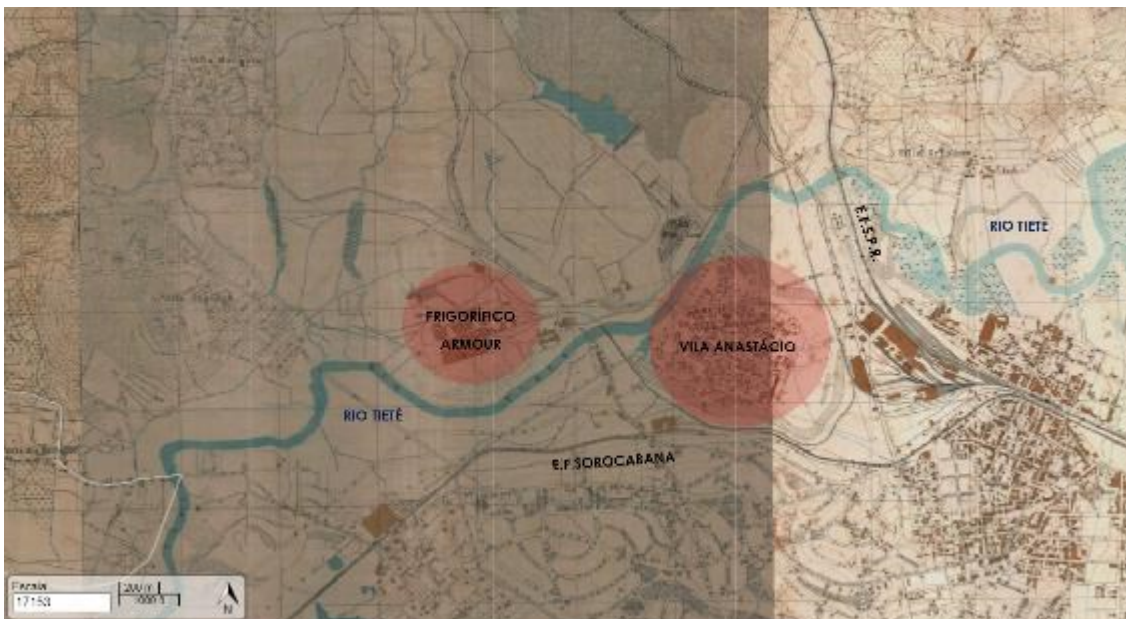 E.F.S.P.R.
RIO TIETÊ
FRIGORÍFICO
ARMOUR
VILA ANASTÁCIO
RIO TIETÊ
E.F.SOROCABANA
Escala
17153
N